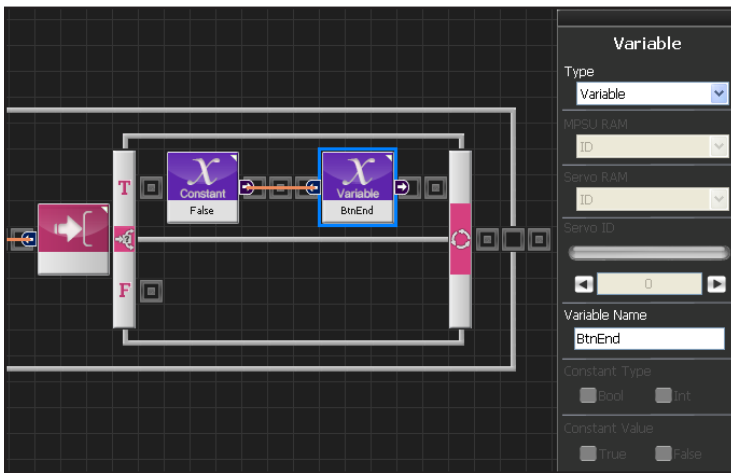 T
Constant
False
Variable
BtnEnd
F
Variable
Type
Variable
MPSU RAM
ID
Servo RAM
ID
Servo ID
0
Variable Name
BtnEnd
Constant Type
Bool Int
Constant Value
True False